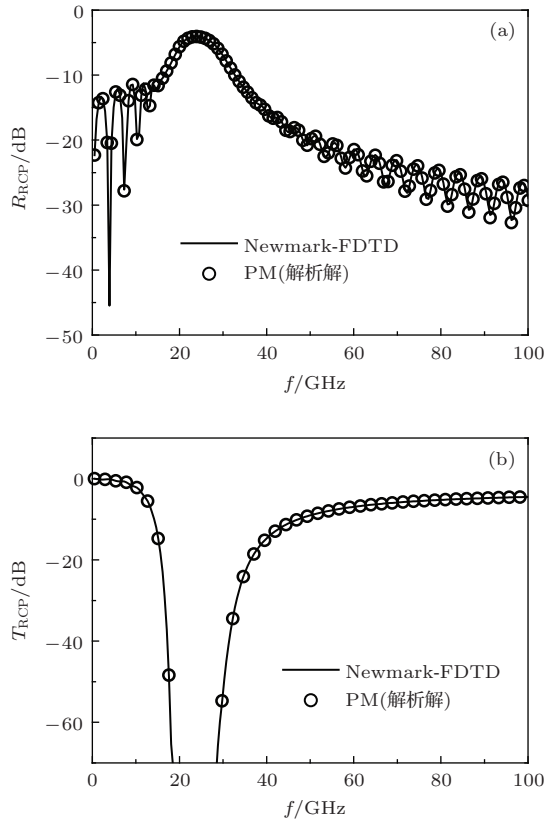 (a)
0
−10
−20
−30
−40
−50
R_RCP/dB
Newmark-FDTD
PM(解析解)
0 20 40 60 80 100
f/GHz
(b)
0
−20
−40
−60
T_RCP/dB
Newmark-FDTD
PM(解析解)
0 20 40 60 80 100
f/GHz